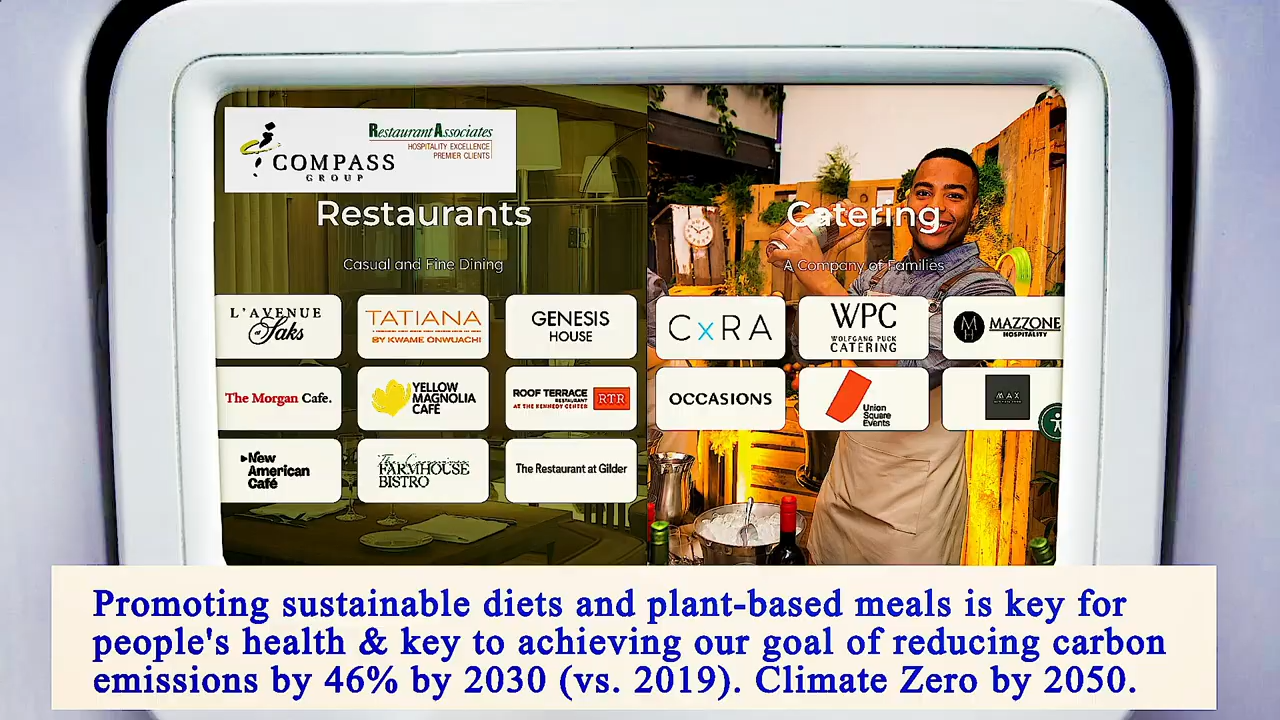 COMPASS
GROUP
Restaurant Associates
HOSPITALITY EXCELLENCE
PREMIER CLIENTS
Restaurants
Casual and Fine Dining
L'AVENUE
Saks
TATIANA
BY KWAME ONWUACHI
GENESIS
HOUSE
The Morgan Cafe.
YELLOW
MAGNOLIA
CAFÉ
ROOF TERRACE
RESTAURANT
AT THE KENNEDY CENTER
RTR
New
American
Café
FARMHOUSE
BISTRO
The Restaurant at Gilder
Catering
A Company of Families
CxRA
WPC
WOLFGANG PUCK
CATERING
MH
MAZZONE
HOSPITALITY
OCCASIONS
Union
Square
Events
MAX
Promoting sustainable diets and plant-based meals is key for
people's health & key to achieving our goal of reducing carbon
emissions by 46% by 2030 (vs. 2019). Climate Zero by 2050.